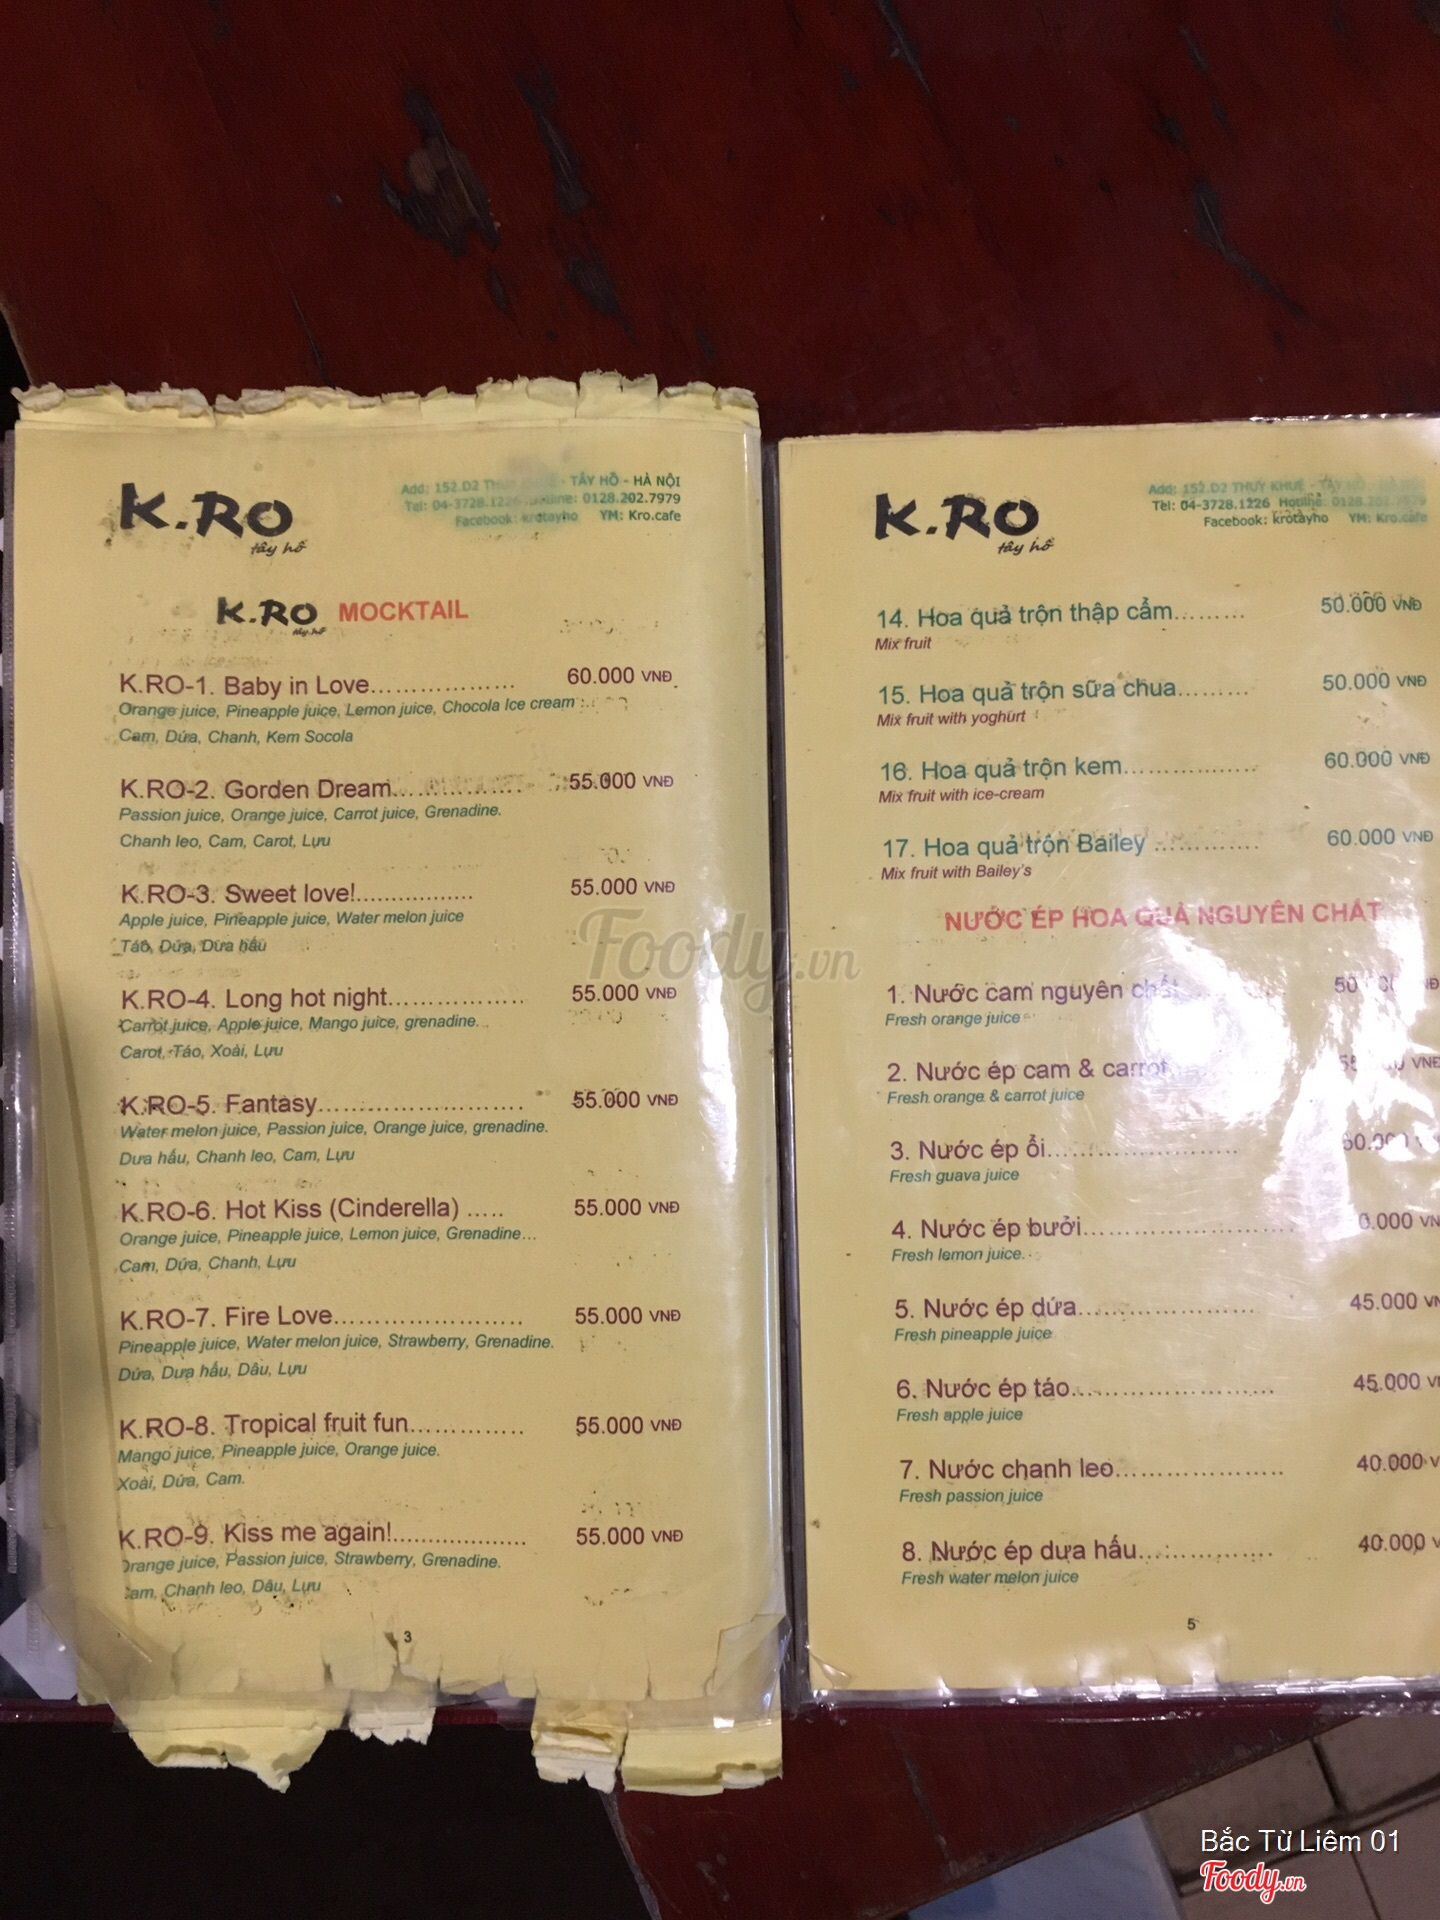 K.RO
tây hồ
Add: 152.D2 THUỴ KHUÊ - TÂY HỒ - HÀ NỘI
Tel: 04-3728.1226 Hotline: 0128.202.7979
Facebook: krotayho YM: Kro.cafe
K.RO tây hồ MOCKTAIL
K.RO-1. Baby in Love.................... 60.000 VNĐ
Orange juice, Pineapple juice, Lemon juice, Chocola Ice cream
Cam, Dứa, Chanh, Kem Socola
K.RO-2. Gorden Dream.................. 55.000 VNĐ
Passion juice, Orange juice, Carrot juice, Grenadine.
Chanh leo, Cam, Carot, Lựu
K.RO-3. Sweet love!.................. 55.000 VNĐ
Apple juice, Pineapple juice, Water melon juice
Táo, Dứa, Dưa hấu
K.RO-4. Long hot night.................. 55.000 VNĐ
Carrot juice, Apple juice, Mango juice, grenadine.
Carot, Táo, Xoài, Lựu
K.RO-5. Fantasy........................... 55.000 VNĐ
Water melon juice, Passion juice, Orange juice, grenadine.
Dưa hấu, Chanh leo, Cam, Lựu
K.RO-6. Hot Kiss (Cinderella) ..... 55.000 VNĐ
Orange juice, Pineapple juice, Lemon juice, Grenadine...
Cam, Dứa, Chanh, Lựu
K.RO-7. Fire Love........................ 55.000 VNĐ
Pineapple juice, Water melon juice, Strawberry, Grenadine.
Dứa, Dưa hấu, Dâu, Lựu
K.RO-8. Tropical fruit fun.............. 55.000 VNĐ
Mango juice, Pineapple juice, Orange juice.
Xoài, Dứa, Cam.
K.RO-9. Kiss me again!.................... 55.000 VNĐ
Orange juice, Passion juice, Strawberry, Grenadine.
Cam, Chanh leo, Dâu, Lựu
3
K.RO
tây hồ
Add: 152.D2 THUỴ KHUÊ - TÂY HỒ - HÀ NỘI
Tel: 04-3728.1226 Hotline: 0128.202.7979
Facebook: krotayho YM: Kro.cafe
14. Hoa quả trộn thập cẩm......... 50.000 VNĐ
Mix fruit
15. Hoa quả trộn sữa chua......... 50.000 VNĐ
Mix fruit with yoghurt
16. Hoa quả trộn kem................. 60.000 VNĐ
Mix fruit with ice-cream
17. Hoa quả trộn Bailey ............. 60.000 VNĐ
Mix fruit with Bailey's
NƯỚC ÉP HOA QUẢ NGUYÊN CHẤT
1. Nước cam nguyên chất
Fresh orange juice
2. Nước ép cam & carrot
Fresh orange & carrot juice
3. Nước ép ổi........................
Fresh guava juice
4. Nước ép bưởi........................
Fresh lemon juice.
5. Nước ép dứa...................... 45.000
Fresh pineapple juice
6. Nước ép táo......................... 45.000
Fresh apple juice
7. Nước chanh leo..................... 40.000
Fresh passion juice
8. Nước ép dưa hấu................. 40.000
Fresh water melon juice
5
Foody.vn
Bắc Từ Liêm 01
Foody.vn